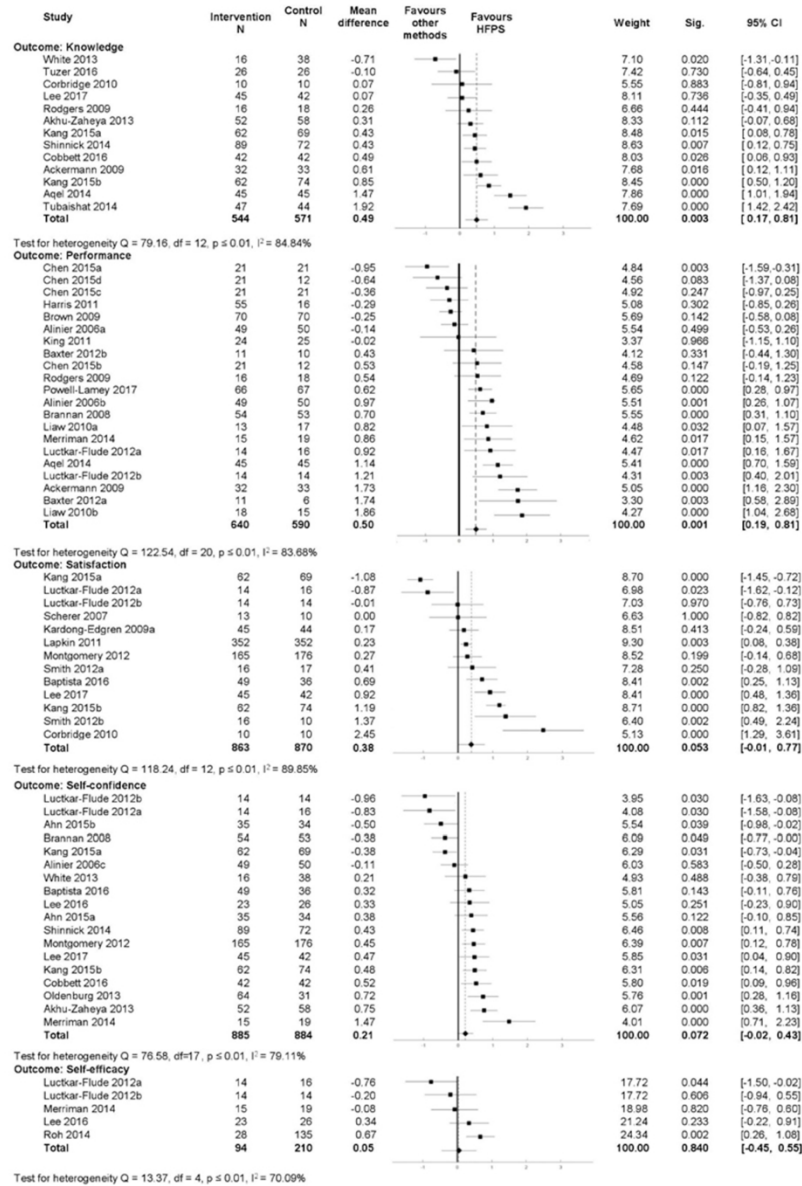 Study Intervention N Control N Mean difference Favours other methods Favours HFPS Weight Sig. 95% CI
Outcome: Knowledge
White 2013 16 38 -0.71 7.10 0.020 [-1.31,-0.11]
Tuzer 2016 26 26 -0.10 7.42 0.730 [-0.64, 0.45]
Corbridge 2010 10 10 0.07 5.55 0.883 [-0.81, 0.94]
Lee 2017 45 42 0.07 8.11 0.736 [-0.35, 0.49]
Rodgers 2009 16 18 0.26 6.66 0.444 [-0.41, 0.94]
Akhu-Zaheya 2013 52 58 0.31 8.33 0.112 [-0.07, 0.68]
Kang 2015a 62 69 0.43 8.48 0.015 [0.08, 0.78]
Shinnick 2014 89 72 0.43 8.63 0.007 [0.12, 0.75]
Cobbett 2016 42 42 0.49 8.03 0.026 [0.06, 0.93]
Ackermann 2009 32 33 0.61 7.68 0.016 [0.12, 1.11]
Kang 2015b 62 74 0.85 8.45 0.000 [0.50, 1.20]
Aqel 2014 45 45 1.47 7.86 0.000 [1.01, 1.94]
Tubaishat 2014 47 44 1.92 7.69 0.000 [1.42, 2.42]
Total 544 571 0.49 100.00 0.003 [ 0.17, 0.81]
-1 0 1 2 3
Test for heterogeneity Q = 79.16, df = 12, p ≤ 0.01, I² = 84.84%
Outcome: Performance
Chen 2015a 21 21 -0.95 4.84 0.003 [-1.59,-0.31]
Chen 2015d 21 12 -0.64 4.56 0.083 [-1.37, 0.08]
Chen 2015c 21 21 -0.36 4.92 0.247 [-0.97, 0.25]
Harris 2011 55 16 -0.29 5.08 0.302 [-0.85, 0.26]
Brown 2009 70 70 -0.25 5.69 0.142 [-0.58, 0.08]
Alinier 2006a 49 50 -0.14 5.54 0.499 [-0.53, 0.26]
King 2011 24 25 -0.02 3.37 0.966 [-1.15, 1.10]
Baxter 2012b 11 10 0.43 4.12 0.331 [-0.44, 1.30]
Chen 2015b 21 12 0.53 4.58 0.147 [-0.19, 1.25]
Rodgers 2009 16 18 0.54 4.69 0.122 [-0.14, 1.23]
Powell-Lamey 2017 66 67 0.62 5.65 0.000 [0.28, 0.97]
Alinier 2006b 49 50 0.97 5.51 0.001 [0.26, 1.07]
Brannan 2008 54 53 0.70 5.55 0.000 [0.31, 1.10]
Liaw 2010a 13 17 0.82 4.48 0.032 [0.07, 1.57]
Merriman 2014 15 19 0.86 4.62 0.017 [0.15, 1.57]
Luctkar-Flude 2012a 14 16 0.92 4.47 0.017 [0.16, 1.67]
Aqel 2014 45 45 1.14 5.41 0.000 [0.70, 1.59]
Luctkar-Flude 2012b 14 14 1.21 4.31 0.003 [0.40, 2.01]
Ackermann 2009 32 33 1.73 5.05 0.000 [1.16, 2.30]
Baxter 2012a 11 6 1.74 3.30 0.003 [0.58, 2.89]
Liaw 2010b 18 15 1.86 4.27 0.000 [1.04, 2.68]
Total 640 590 0.50 100.00 0.001 [0.19, 0.81]
-1 0 1 2 3
Test for heterogeneity Q = 122.54, df = 20, p ≤ 0.01, I² = 83.68%
Outcome: Satisfaction
Kang 2015a 62 69 -1.08 8.70 0.000 [-1.45, -0.72]
Luctkar-Flude 2012a 14 16 -0.87 6.98 0.023 [-1.62, -0.12]
Luctkar-Flude 2012b 14 14 -0.01 7.03 0.970 [-0.76, 0.73]
Scherer 2007 13 10 0.00 6.63 1.000 [-0.82, 0.82]
Kardong-Edgren 2009a 45 44 0.17 8.51 0.413 [-0.24, 0.59]
Lapkin 2011 352 352 0.23 9.30 0.003 [0.08, 0.38]
Montgomery 2012 165 176 0.27 8.52 0.199 [-0.14, 0.68]
Smith 2012a 16 17 0.41 7.28 0.250 [-0.28, 1.09]
Baptista 2016 49 36 0.69 8.41 0.002 [0.25, 1.13]
Lee 2017 45 42 0.92 8.41 0.000 [0.48, 1.36]
Kang 2015b 62 74 1.19 8.71 0.000 [0.82, 1.36]
Smith 2012b 16 10 1.37 6.40 0.002 [0.49, 2.24]
Corbridge 2010 10 10 2.45 5.13 0.000 [1.29, 3.61]
Total 863 870 0.38 100.00 0.053 [-0.01, 0.77]
-1 0 1 2 3
Test for heterogeneity Q = 118.24, df = 12, p ≤ 0.01, I² = 89.85%
Outcome: Self-confidence
Luctkar-Flude 2012b 14 14 -0.96 3.95 0.030 [-1.63, -0.08]
Luctkar-Flude 2012a 14 16 -0.83 4.08 0.030 [-1.58, -0.08]
Ahn 2015b 35 34 -0.50 5.54 0.039 [-0.98, -0.02]
Brannan 2008 54 53 -0.38 6.09 0.049 [-0.77, -0.00]
Kang 2015a 62 69 -0.38 6.29 0.031 [-0.73, -0.04]
Alinier 2006c 49 50 -0.11 6.03 0.583 [-0.50, 0.28]
White 2013 16 38 0.21 4.93 0.488 [-0.38, 0.79]
Baptista 2016 49 36 0.32 5.81 0.143 [-0.11, 0.76]
Lee 2016 23 26 0.33 5.05 0.251 [-0.23, 0.90]
Ahn 2015a 35 34 0.38 5.56 0.122 [-0.10, 0.85]
Shinnick 2014 89 72 0.43 6.46 0.008 [0.11, 0.74]
Montgomery 2012 165 176 0.45 6.39 0.007 [0.12, 0.78]
Lee 2017 45 42 0.47 5.85 0.031 [0.04, 0.90]
Kang 2015b 62 74 0.48 6.31 0.006 [0.14, 0.82]
Cobbett 2016 42 42 0.52 5.80 0.019 [0.09, 0.96]
Oldenburg 2013 64 31 0.72 5.76 0.001 [0.28, 1.16]
Akhu-Zaheya 2013 52 58 0.75 6.07 0.000 [0.36, 1.13]
Merriman 2014 15 19 1.47 4.01 0.000 [0.71, 2.23]
Total 885 884 0.21 100.00 0.072 [-0.02, 0.43]
-1 0 1 2 3
Test for heterogeneity Q = 76.58, df=17 , p ≤ 0.01, I² = 79.11%
Outcome: Self-efficacy
Luctkar-Flude 2012a 14 16 -0.76 17.72 0.044 [-1.50, -0.02]
Luctkar-Flude 2012b 14 14 -0.20 17.72 0.606 [-0.94, 0.55]
Merriman 2014 15 19 -0.08 18.98 0.820 [-0.76, 0.60]
Lee 2016 23 26 0.34 21.24 0.233 [-0.22, 0.91]
Roh 2014 28 135 0.67 24.34 0.002 [0.26, 1.08]
Total 94 210 0.05 100.00 0.840 [-0.45, 0.55]
-1 0 1 2 3
Test for heterogeneity Q = 13.37, df = 4, p ≤ 0.01, I² = 70.09%